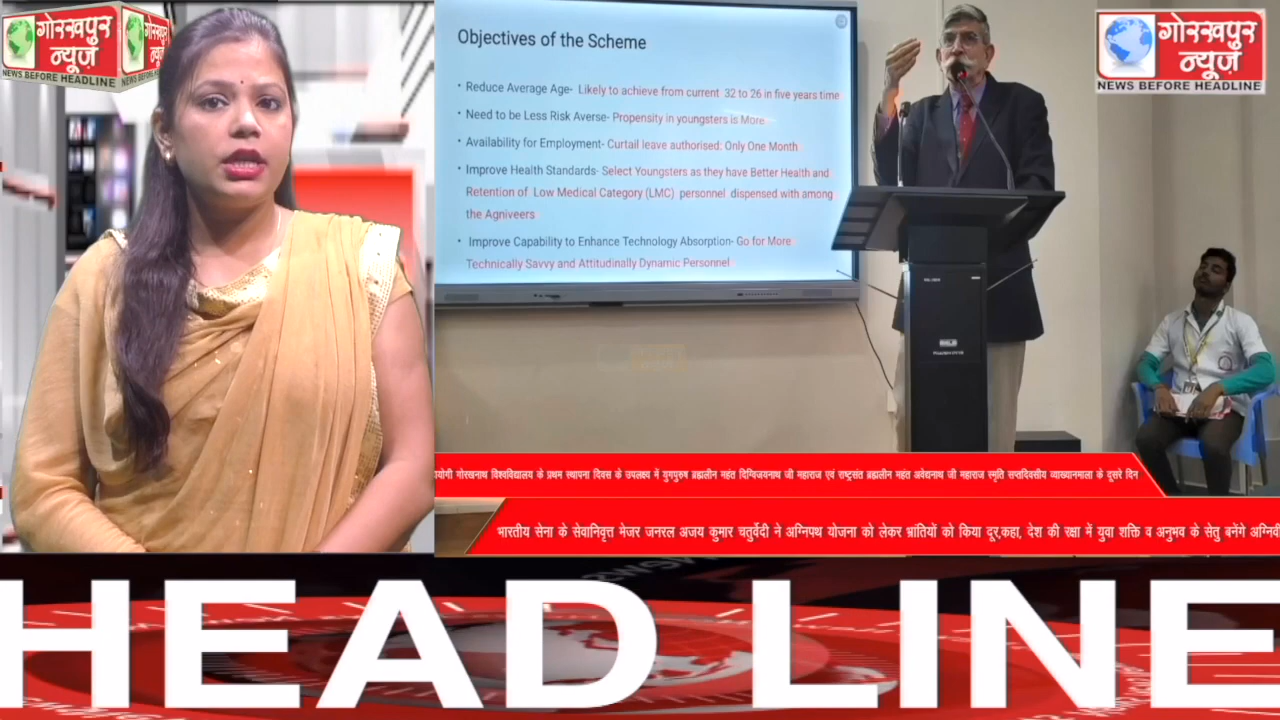 गोरखपुर
न्यूज़
NEWS BEFORE HEADLINE
गोरखपुर
न्यूज़
NEWS BEFORE HEADLINE
Objectives of the Scheme
• Reduce Average Age- Likely to achieve from current 32 to 26 in five years time
• Need to be Less Risk Averse- Propensity in youngsters is More
• Availability for Employment- Curtail leave authorised: Only One Month
• Improve Health Standards- Select Youngsters as they have Better Health and
Retention of Low Medical Category (LMC) personnel dispensed with among
the Agniveers
• Improve Capability to Enhance Technology Absorption- Go for More
Technically Savvy and Attitudinally Dynamic Personnel
गोरखनाथ विश्वविद्यालय के प्रथम स्थापना दिवस के उपलक्ष्य में युगपुरुष ब्रह्मलीन महंत दिग्विजयनाथ जी महाराज एवं राष्ट्रसंत ब्रह्मलीन महंत अवेद्यनाथ जी महाराज स्मृति सप्तदिवसीय व्याख्यानमाला के दूसरे दिन
भारतीय सेना के सेवानिवृत्त मेजर जनरल अजय कुमार चतुर्वेदी ने अग्निपथ योजना को लेकर भ्रांतियों को किया दूर,कहा, देश की रक्षा में युवा शक्ति व अनुभव के सेतु बनेंगे
HEAD LINE